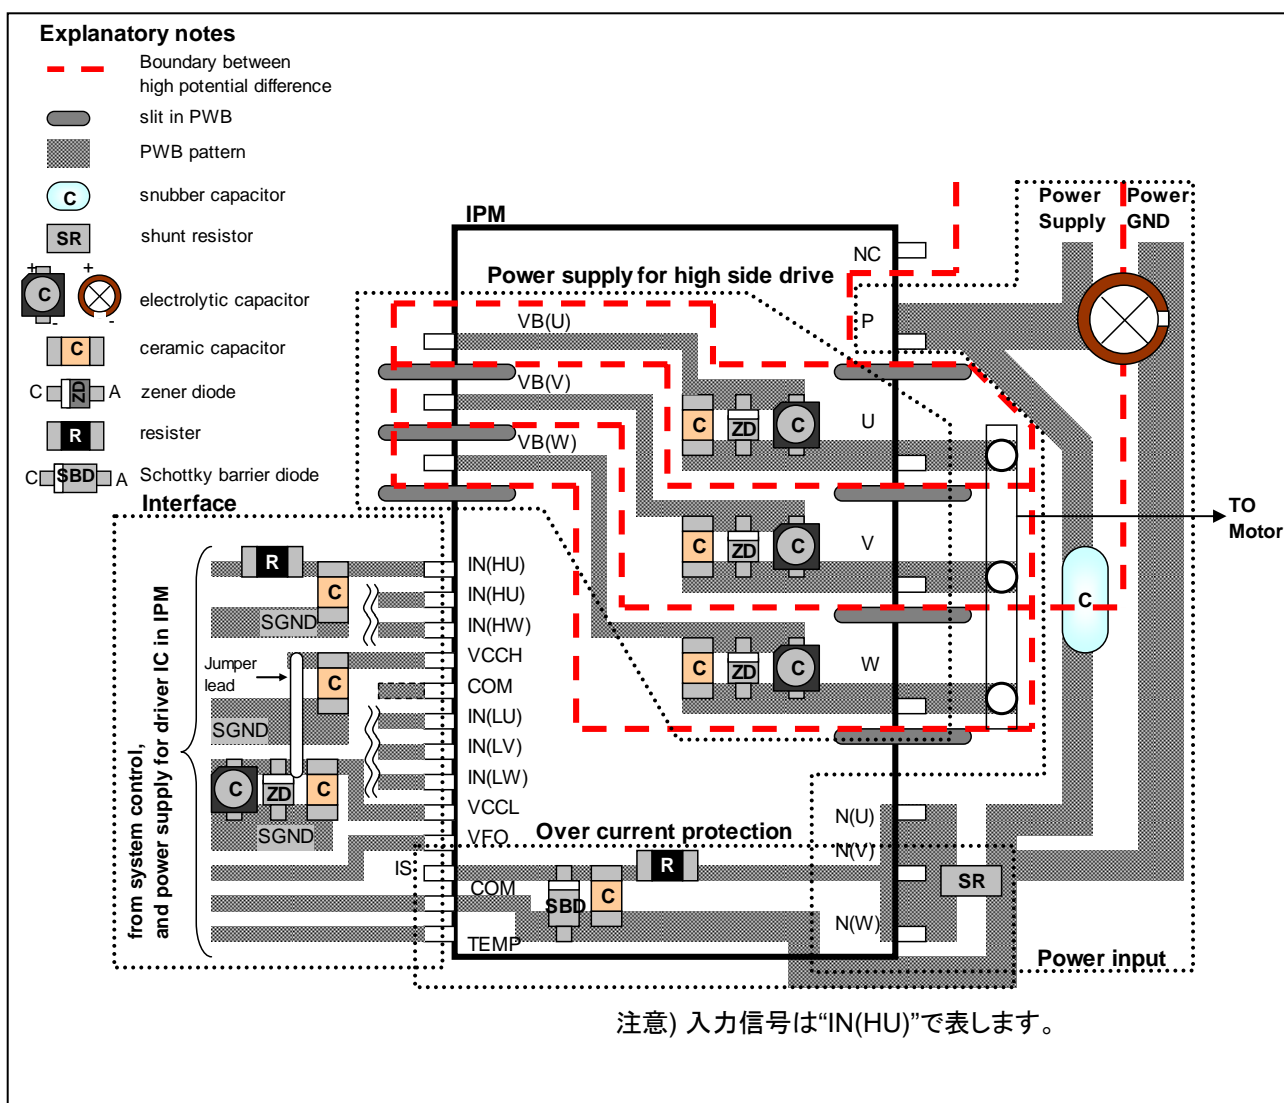 Explanatory notes
Boundary between
high potential difference
slit in PWB
PWB pattern
C
snubber capacitor
SR
shunt resistor
+
C
-
+
-
electrolytic capacitor
C
ceramic capacitor
C
ZD
A
zener diode
R
resister
C
SBD
A
Schottky barrier diode
Interface
IPM
Power supply for high side drive
Power
Supply
Power
GND
NC
P
VB(U)
VB(V)
VB(W)
C
ZD
C
U
C
ZD
C
V
C
ZD
C
W
C
TO
Motor
from system control,
and power supply for driver IC in IPM
R
C
SGND
Jumper
lead
C
SGND
C
ZD
C
SGND
IN(HU)
IN(HU)
IN(HW)
VCCH
COM
IN(LU)
IN(LV)
IN(LW)
VCCL
VFO
IS
COM
TEMP
Over current protection
R
SBD
C
N(U)
N(V)
N(W)
SR
Power input
注意) 入力信号は“IN(HU)”で表します。